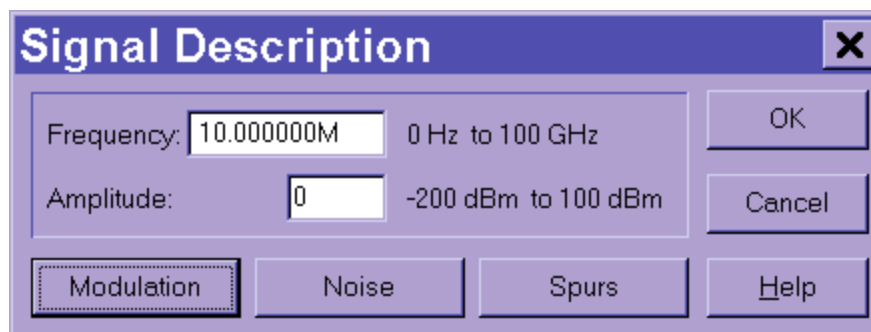 Signal Description
Frequency: 10.000000M 0 Hz to 100 GHz
OK
Amplitude: 0 -200 dBm to 100 dBm
Cancel
Modulation Noise Spurs Help